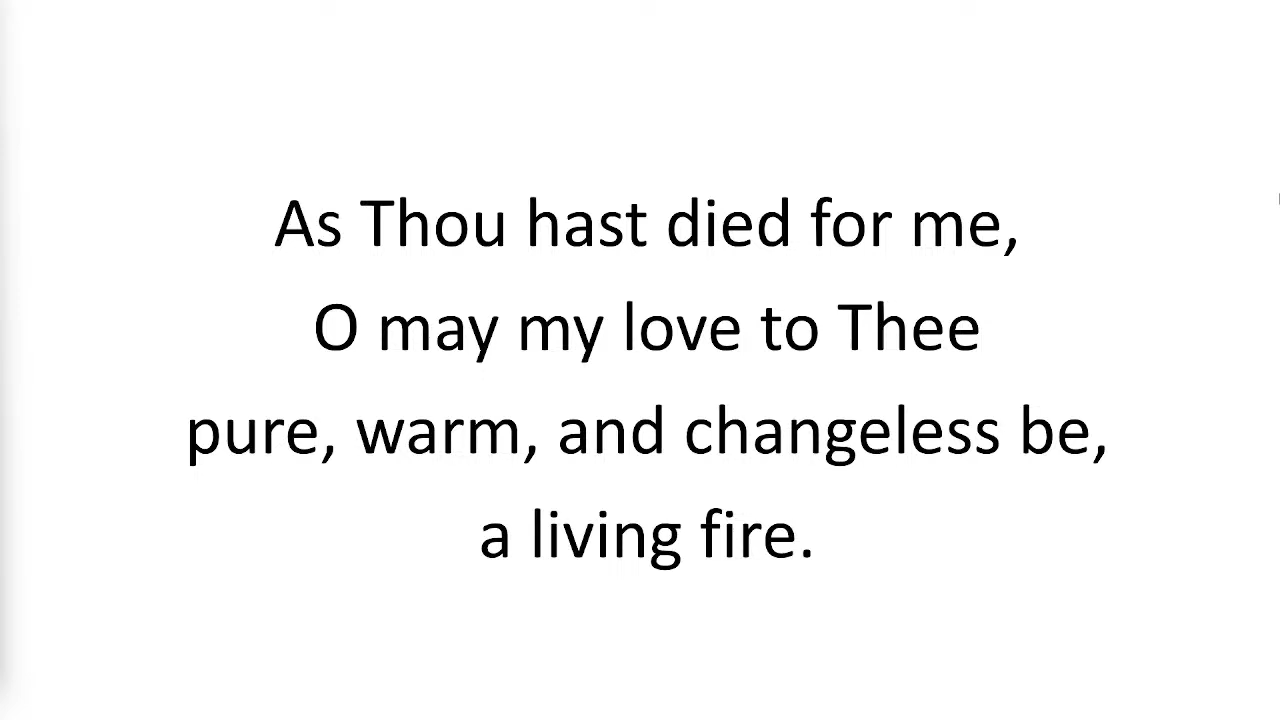 As Thou hast died for me,
O may my love to Thee
pure, warm, and changeless be,
a living fire.